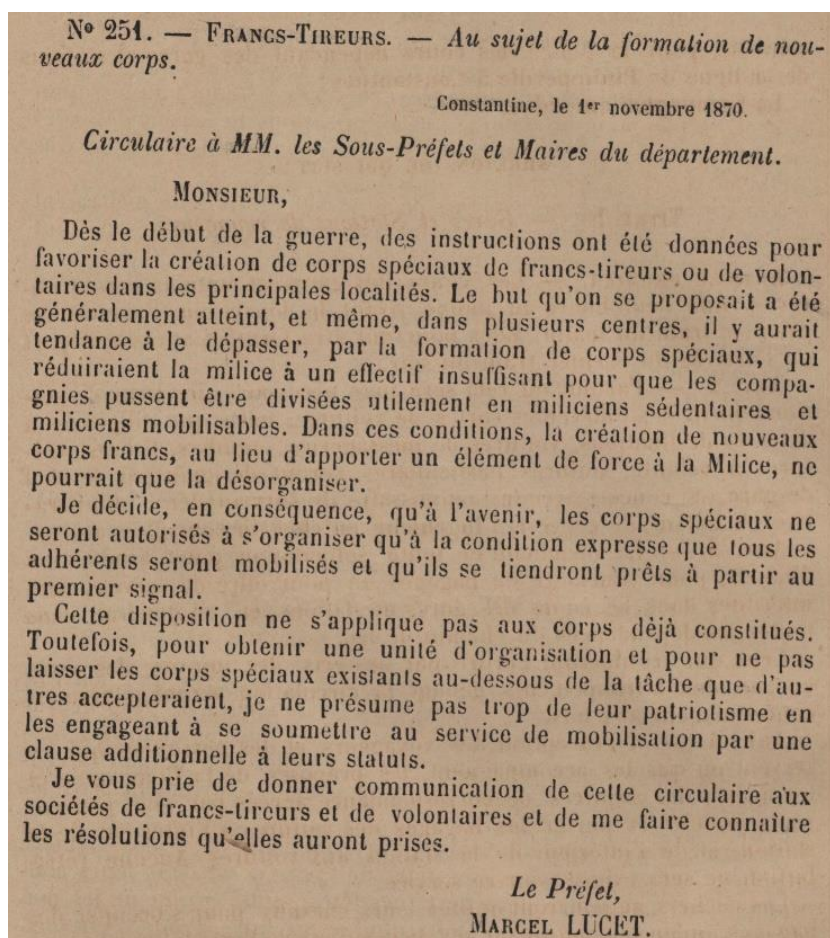 Nº 251. — FRANCS-TIREURS. — Au sujet de la formation de nou-
veaux corps.
Constantine, le 1er novembre 1870.
Circulaire à MM. les Sous-Préfets et Maires du département.
MONSIEUR,
Dès le début de la guerre, des instructions ont été données pour
favoriser la création de corps spéciaux de francs-tireurs ou de volon-
taires dans les principales localités. Le but qu'on se proposait a été
généralement atteint, et même, dans plusieurs centres, il y aurait
tendance à le dépasser, par la formation de corps spéciaux, qui
réduiraient la milice à un effectif insuffisant pour que les compa-
gnies pussent être divisées utilement en miliciens sédentaires et
miliciens mobilisables. Dans ces conditions, la création de nouveaux
corps francs, au lieu d'apporter un élément de force à la Milice, ne
pourrait que la désorganiser.
Je décide, en conséquence, qu'à l'avenir, les corps spéciaux ne
seront autorisés à s'organiser qu'à la condition expresse que tous les
adhérents seront mobilisés et qu'ils se tiendront prêts à partir au
premier signal.
Cette disposition ne s'applique pas aux corps déjà constitués.
Toutefois, pour obtenir une unité d'organisation et pour ne pas
laisser les corps spéciaux existants au-dessous de la tâche que d'au-
tres accepteraient, je ne présume pas trop de leur patriotisme en
les engageant à se soumettre au service de mobilisation par une
clause additionnelle à leurs statuts.
Je vous prie de donner communication de cette circulaire aux
sociétés de francs-tireurs et de volontaires et de me faire connaître
les résolutions qu'elles auront prises.
Le Préfet,
MARCEL LUCET.